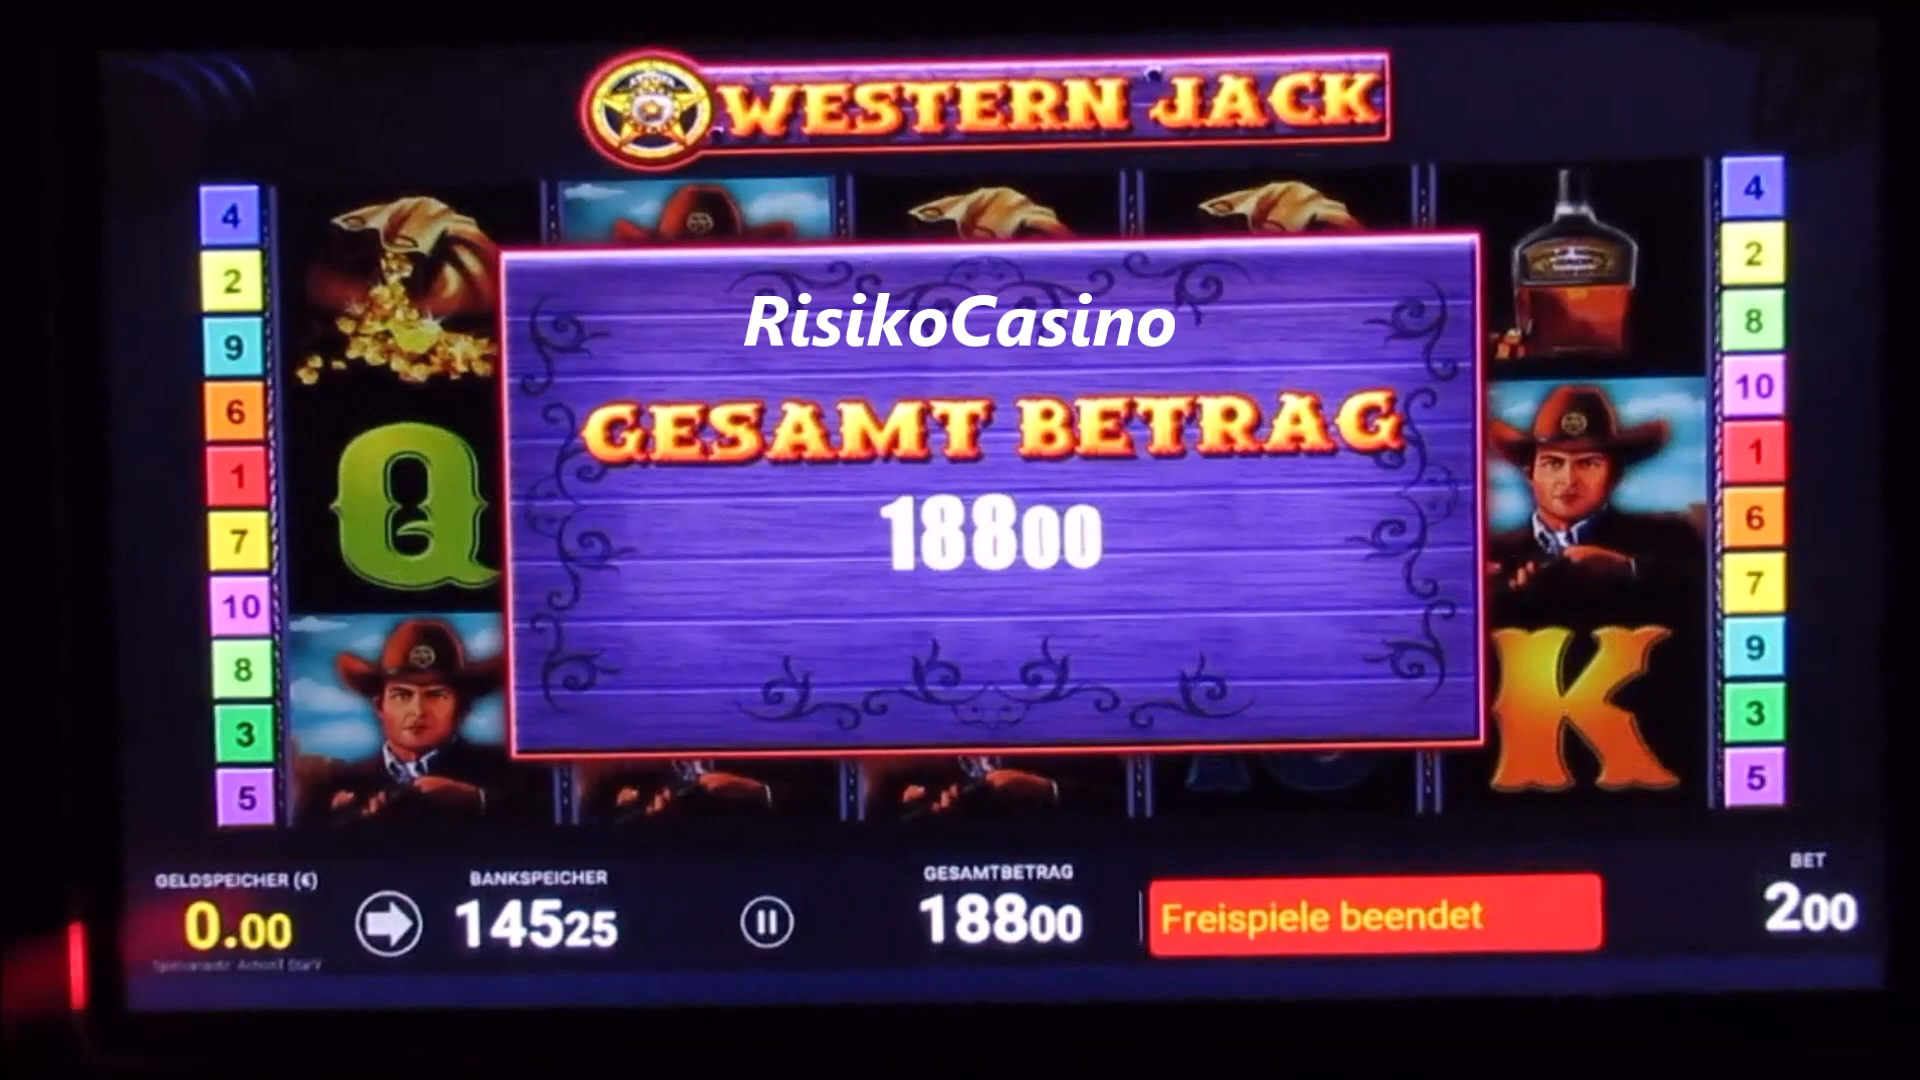 WESTERN JACK
4
2
9
6
1
7
10
8
3
5
RisikoCasino
GESAMT BETRAG
18800
Q
K
4
2
8
10
1
6
7
9
3
5
GELDSPEICHER (€)
0.00
BANKSPEICHER
14525
GESAMTBETRAG
18800
Freispiele beendet
BET
200